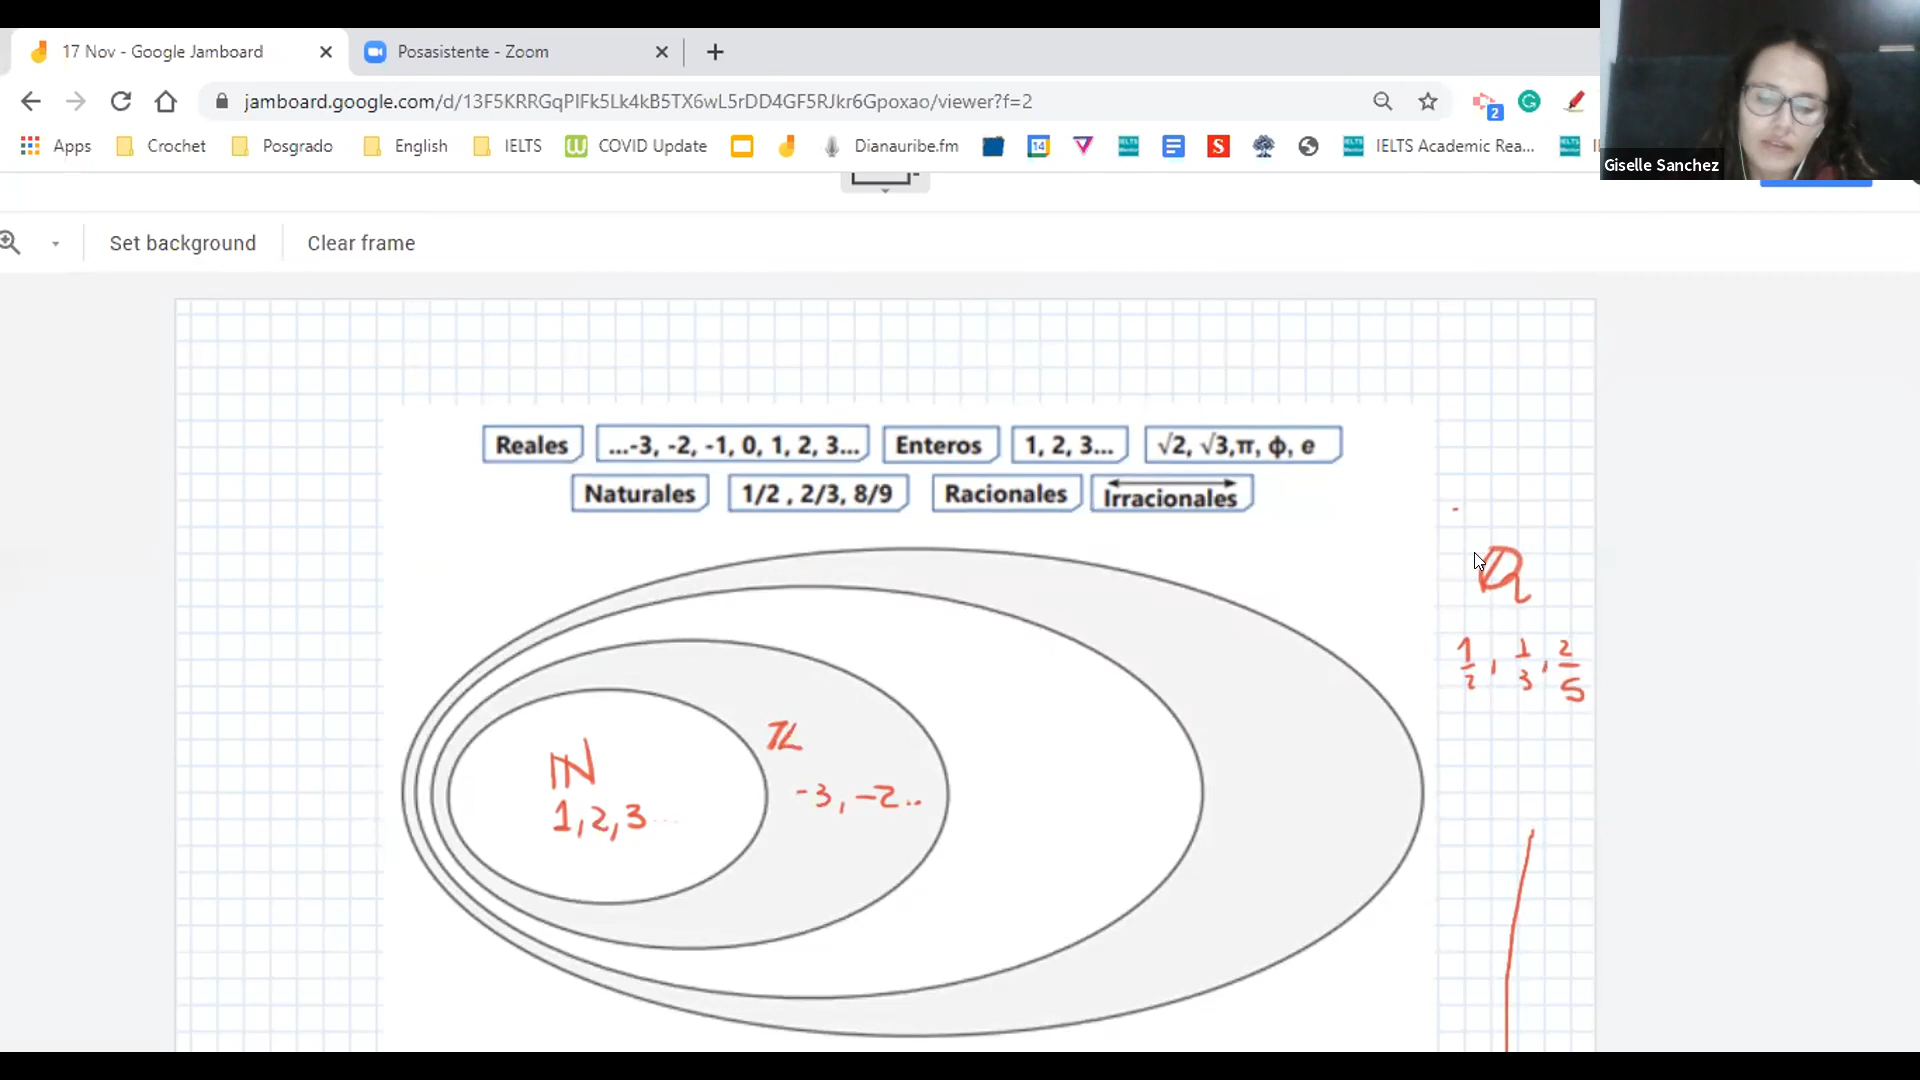 17 Nov - Google Jamboard
Posasistente - Zoom
jamboard.google.com/d/13F5KRRGqPIFk5Lk4kB5TX6wL5rDD4GF5RJkr6Gpoxao/viewer?f=2
2
Apps Crochet Posgrado English IELTS COVID Update Dianauribe.fm 14 IELTS Academic Rea...
Giselle Sanchez
Set background Clear frame
Reales ...-3, -2, -1, 0, 1, 2, 3... Enteros 1, 2, 3... √2, √3,π, ϕ, e
Naturales 1/2 , 2/3, 8/9 Racionales Irracionales
ℚ
1/2, 1/3, 2/5
ℤ
ℕ
-3, -2..
1,2,3...